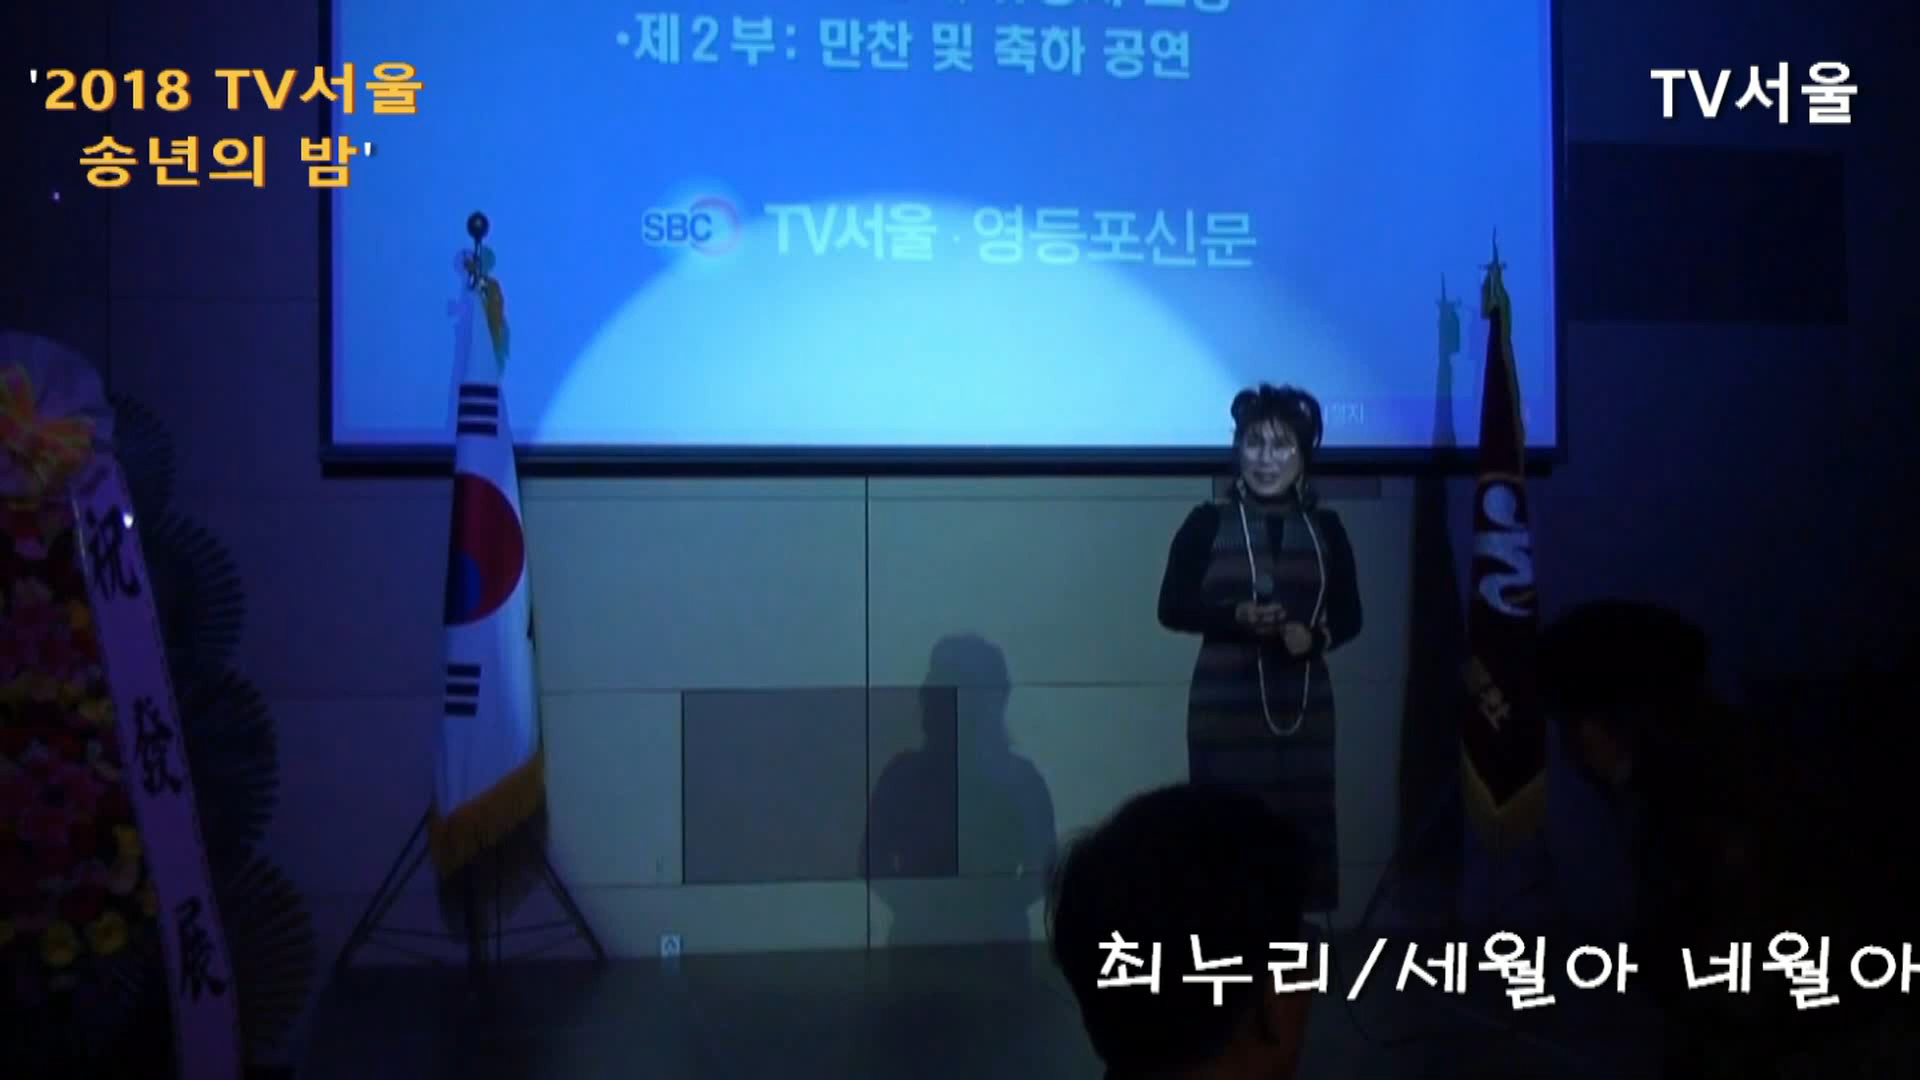 •제2부: 만찬 및 축하 공연
'2018 TV서울
송년의 밤'
TV서울
SBC TV서울 · 영등포신문
祝
發
展
최누리/세월아 네월아